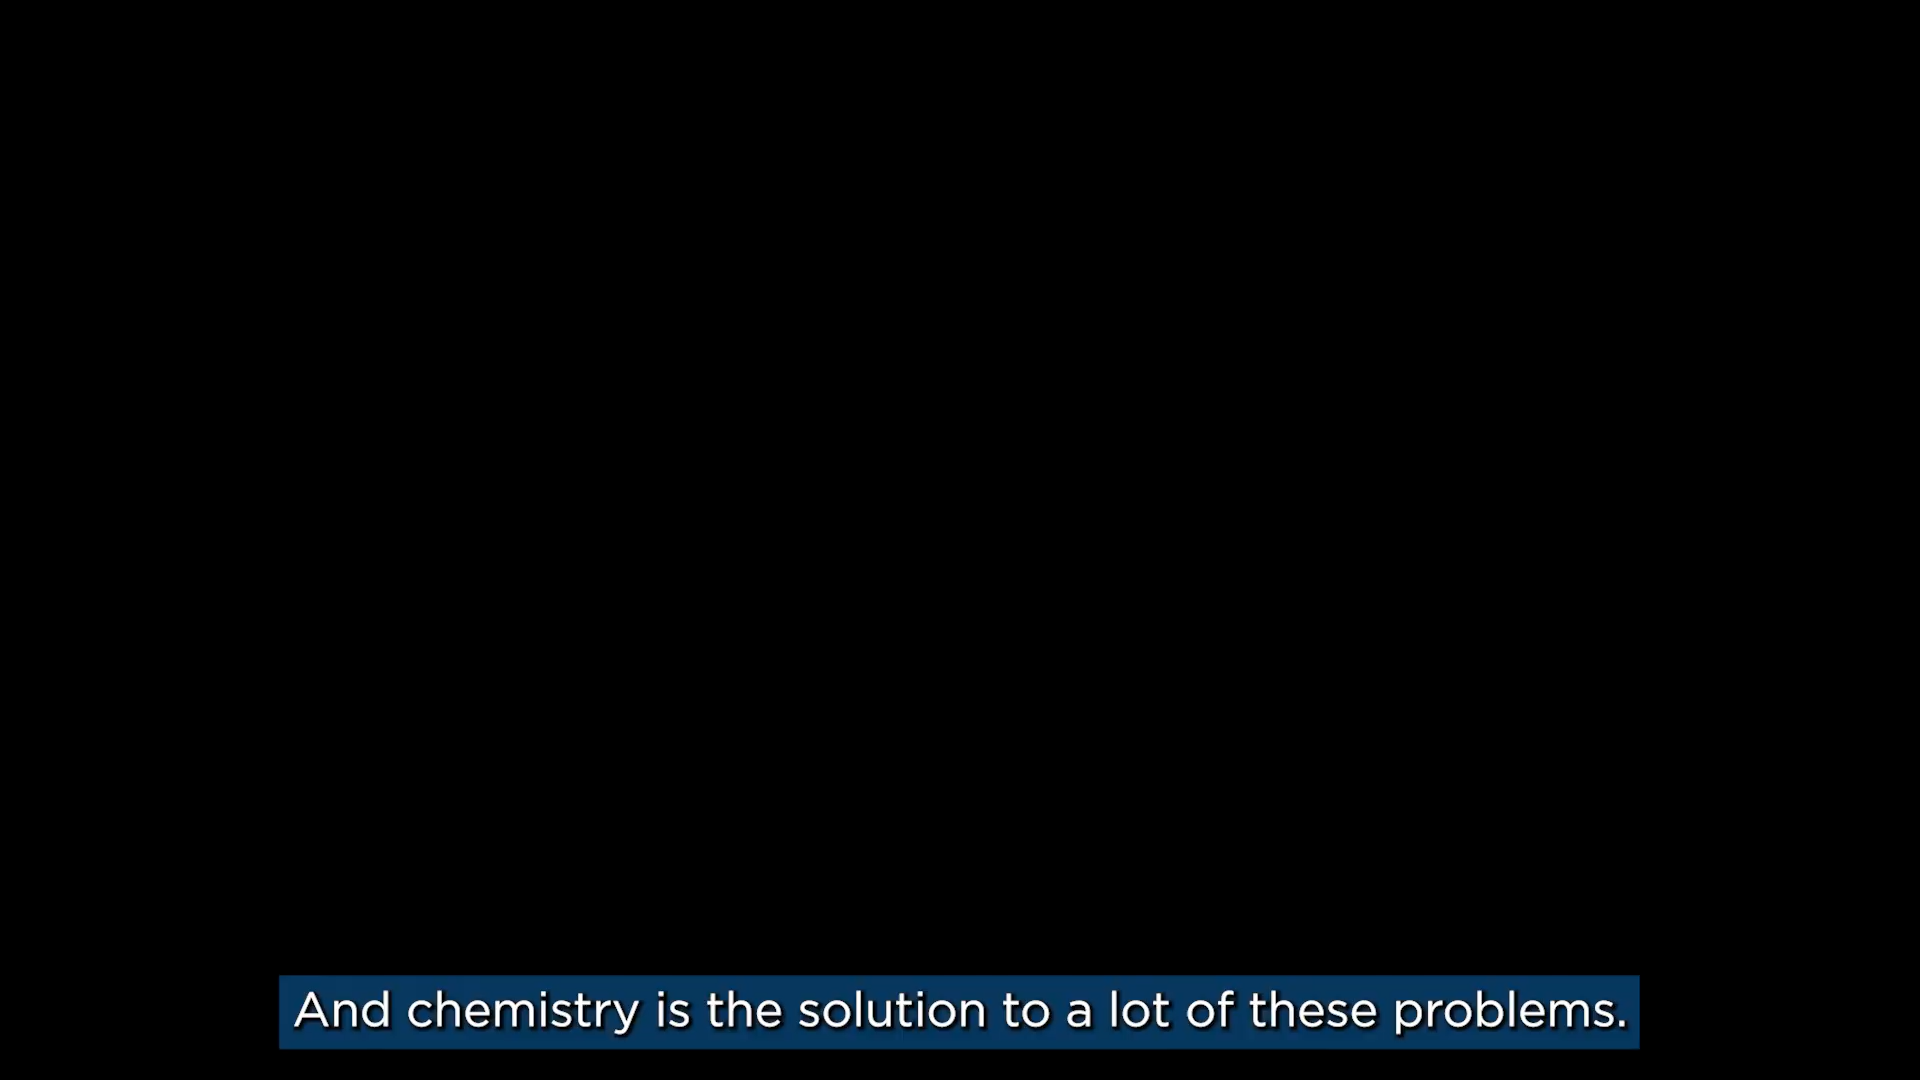 And chemistry is the solution to a lot of these problems.